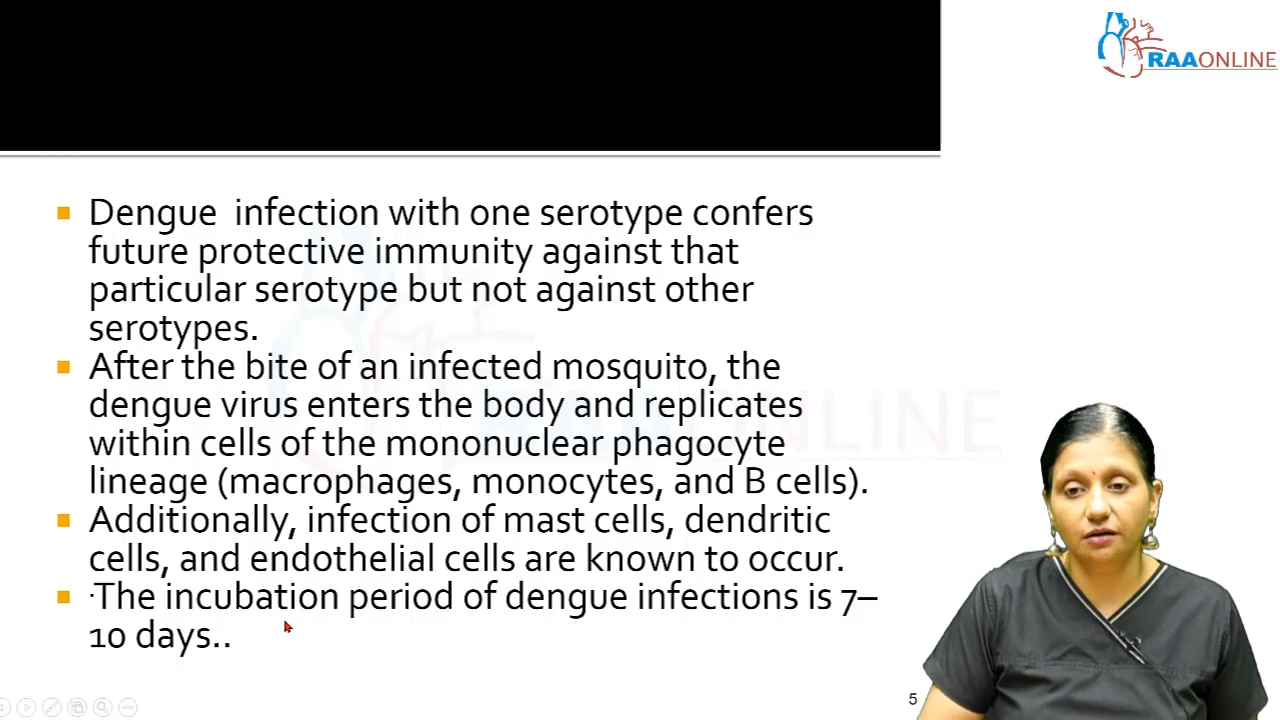 RAAONLINE
Dengue infection with one serotype confers
future protective immunity against that
particular serotype but not against other
serotypes.
After the bite of an infected mosquito, the
dengue virus enters the body and replicates
within cells of the mononuclear phagocyte
lineage (macrophages, monocytes, and B cells).
Additionally, infection of mast cells, dendritic
cells, and endothelial cells are known to occur.
·The incubation period of dengue infections is 7–
10 days..
5